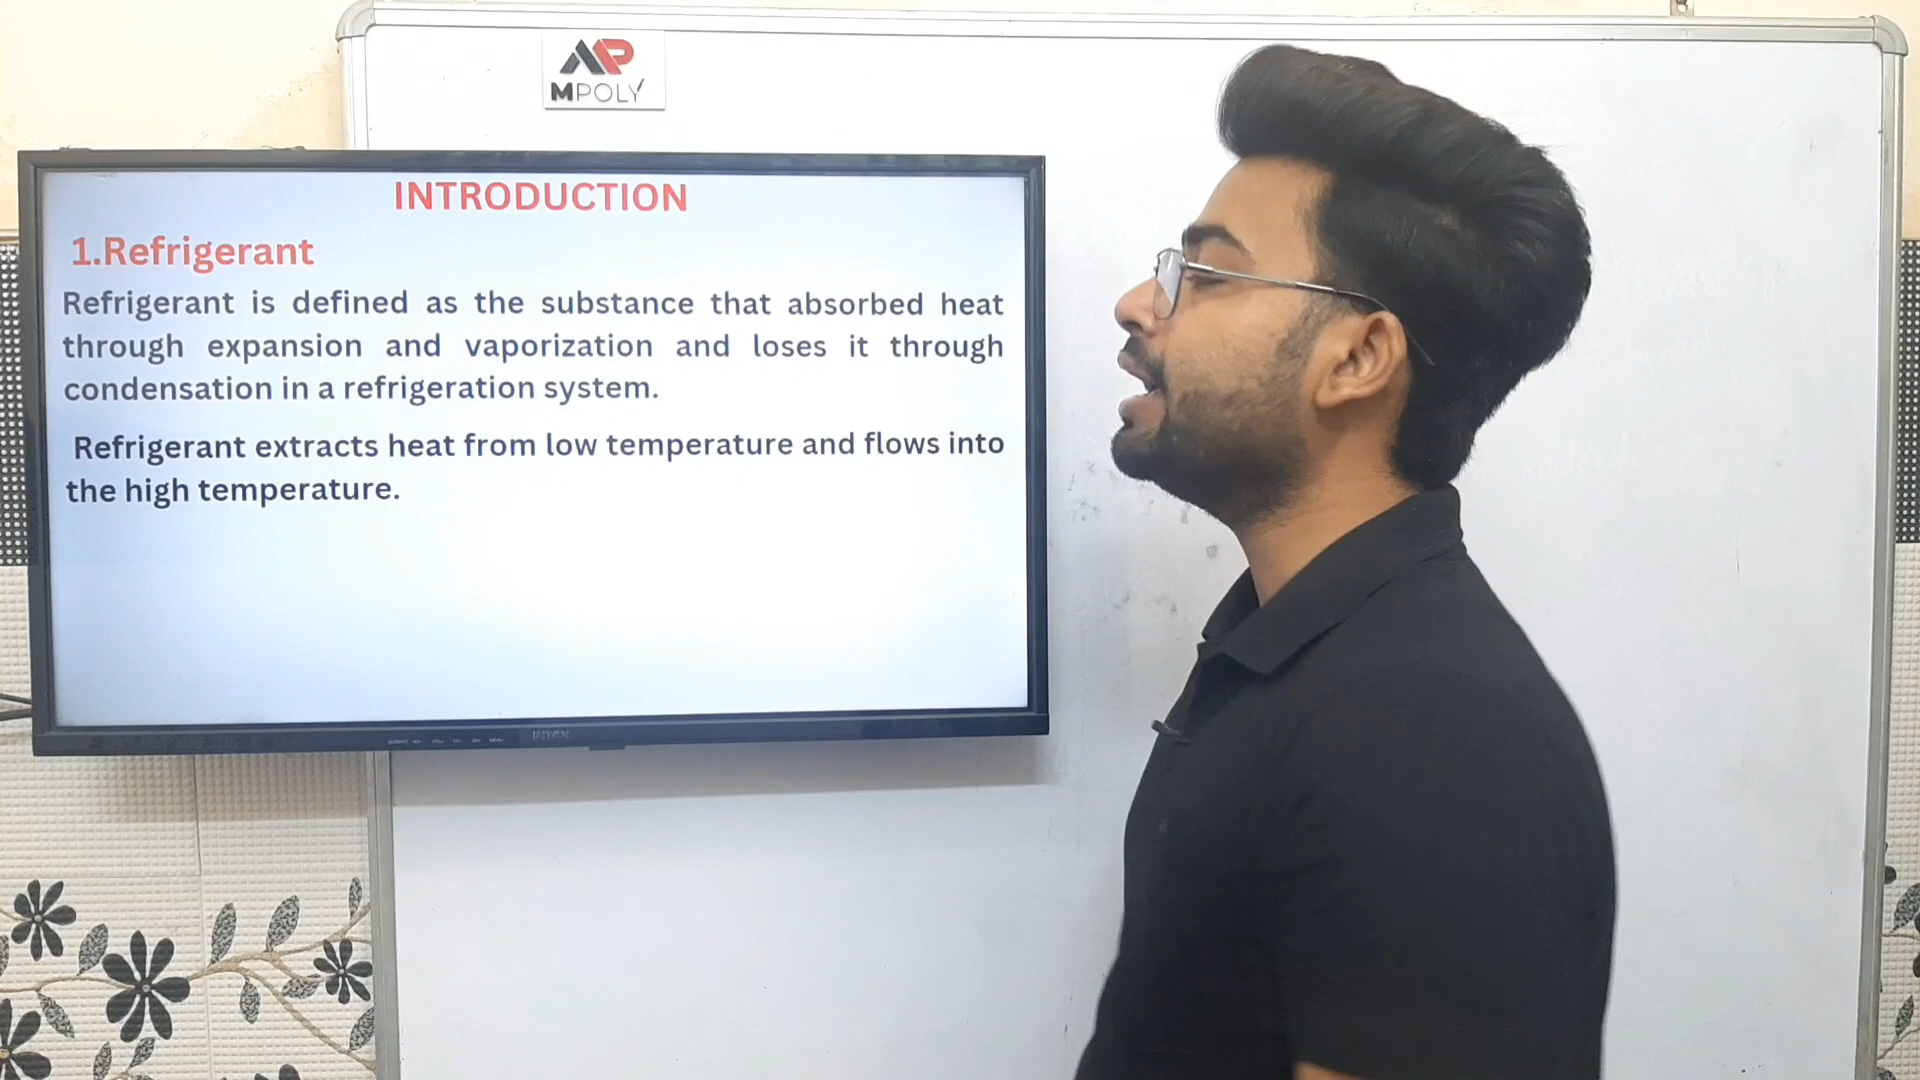 AP
MPOLY
INTRODUCTION
1.Refrigerant
Refrigerant is defined as the substance that absorbed heat
through expansion and vaporization and loses it through
condensation in a refrigeration system.
Refrigerant extracts heat from low temperature and flows into
the high temperature.